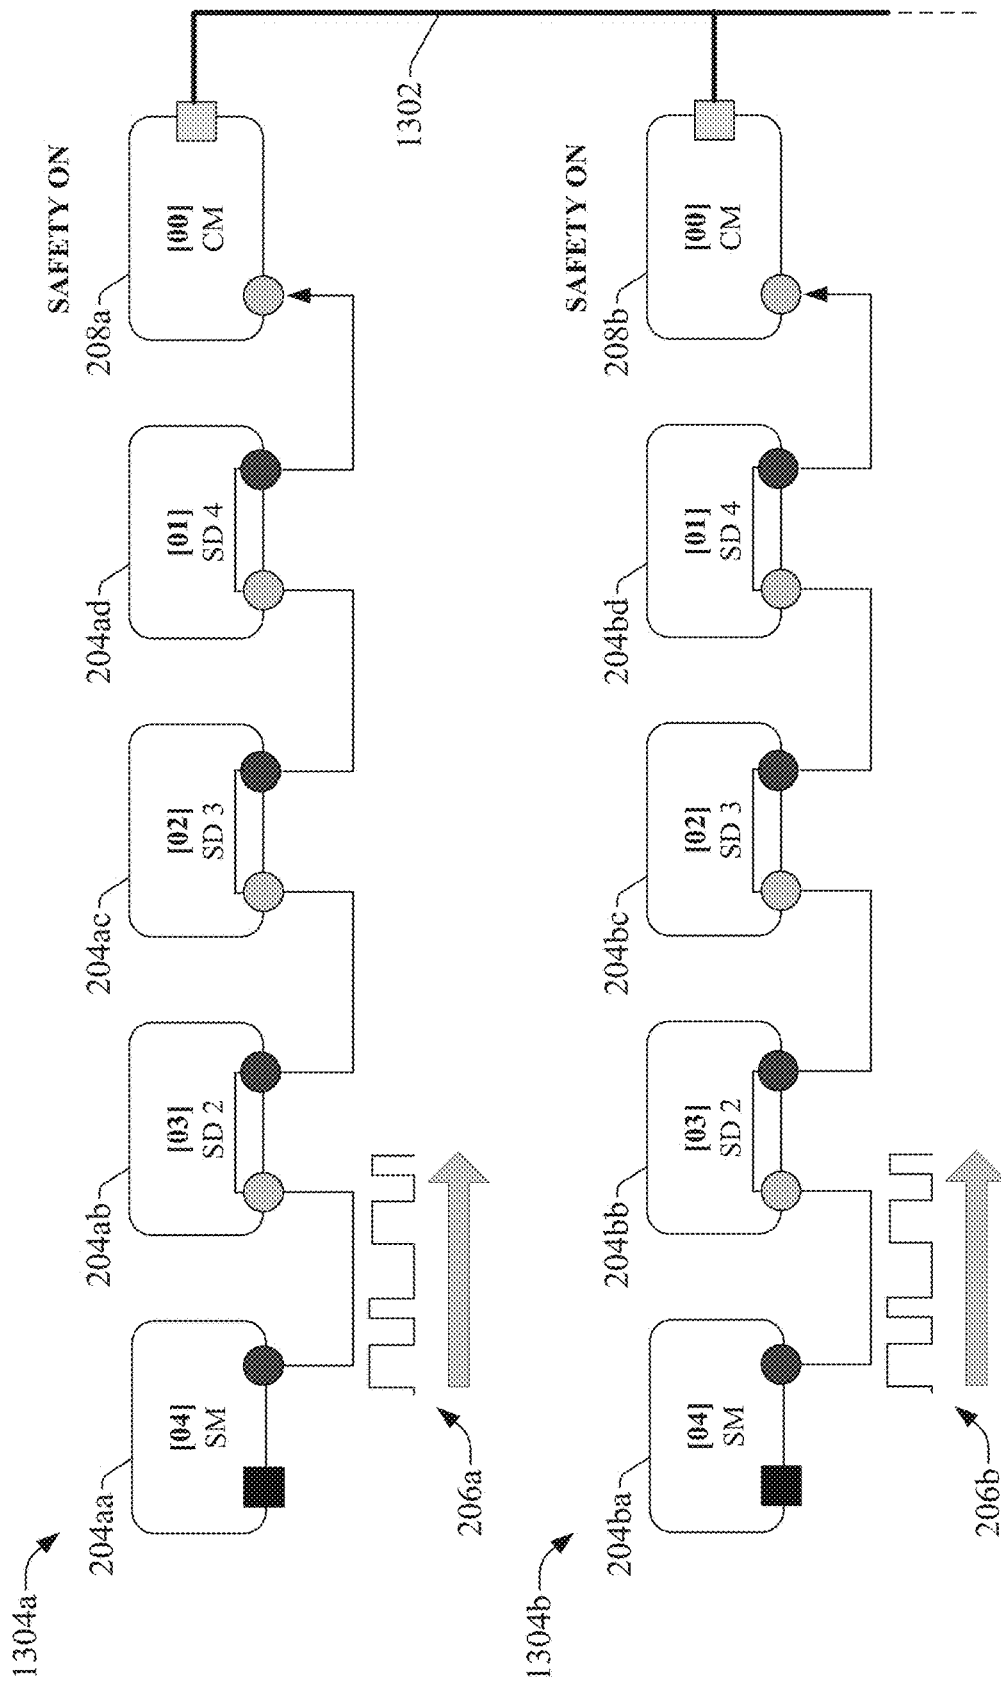 1304a
204aa
[04]
SM
206a
204ab
[03]
SD 2
204ac
[02]
SD 3
204ad
[01]
SD 4
208a
[00]
CM
SAFETY ON
1302
1304b
204ba
[04]
SM
206b
204bb
[03]
SD 2
204bc
[02]
SD 3
204bd
[01]
SD 4
208b
[00]
CM
SAFETY ON